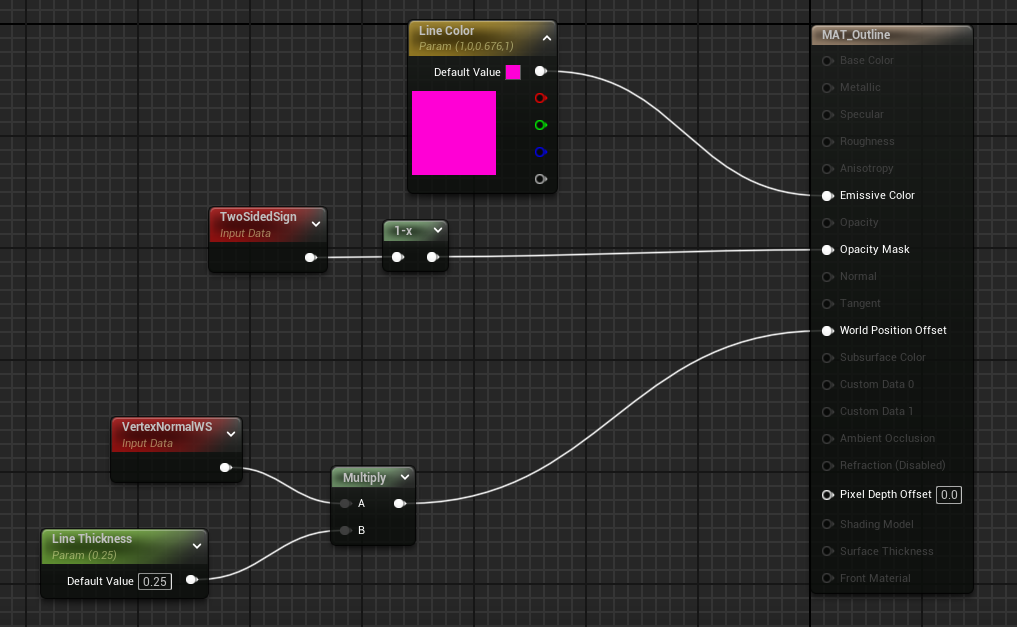 Line Color
Param (1,0,0.676,1)
Default Value
TwoSidedSign
Input Data
1-x
VertexNormalWS
Input Data
Multiply
A
B
Line Thickness
Param (0.25)
Default Value 0.25
MAT_Outline
Base Color
Metallic
Specular
Roughness
Anisotropy
Emissive Color
Opacity
Opacity Mask
Normal
Tangent
World Position Offset
Subsurface Color
Custom Data 0
Custom Data 1
Ambient Occlusion
Refraction (Disabled)
Pixel Depth Offset 0.0
Shading Model
Surface Thickness
Front Material